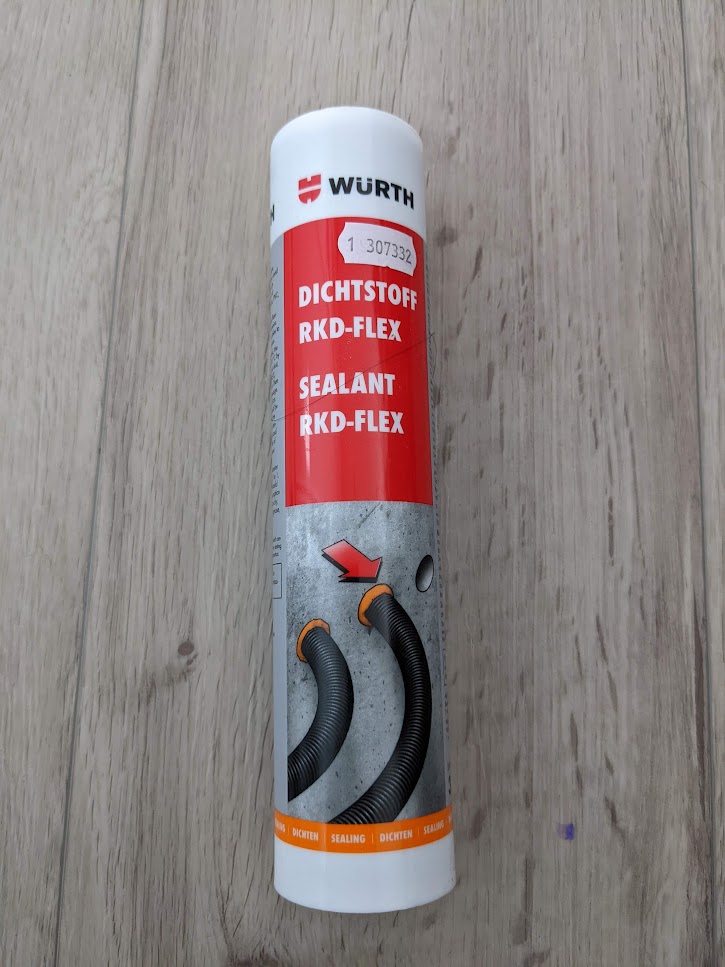 WÜRTH
1 307332
DICHTSTOFF
RKD-FLEX
SEALANT
RKD-FLEX
DICHTEN | SEALING | DICHTEN | SEALING